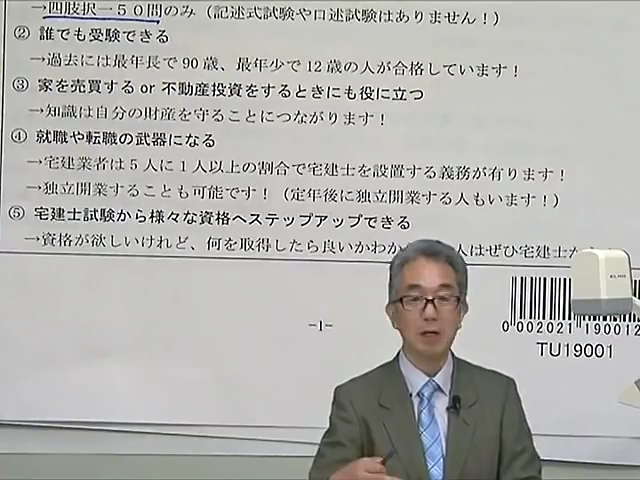 →四肢択一５０問のみ（記述式試験や口述試験はありません！）
② 誰でも受験できる
→過去には最年長で90歳、最年少で12歳の人が合格しています！
③ 家を売買する or 不動産投資をするときにも役に立つ
→知識は自分の財産を守ることにつながります！
④ 就職や転職の武器になる
→宅建業者は5人に1人以上の割合で宅建士を設置する義務が有ります！
→独立開業することも可能です！（定年後に独立開業する人もいます！）
⑤ 宅建士試験から様々な資格へステップアップできる
→資格が欲しいけれど、何を取得したら良いかわか 人はぜひ宅建士か
-1-
0 002021 190012
TU19001